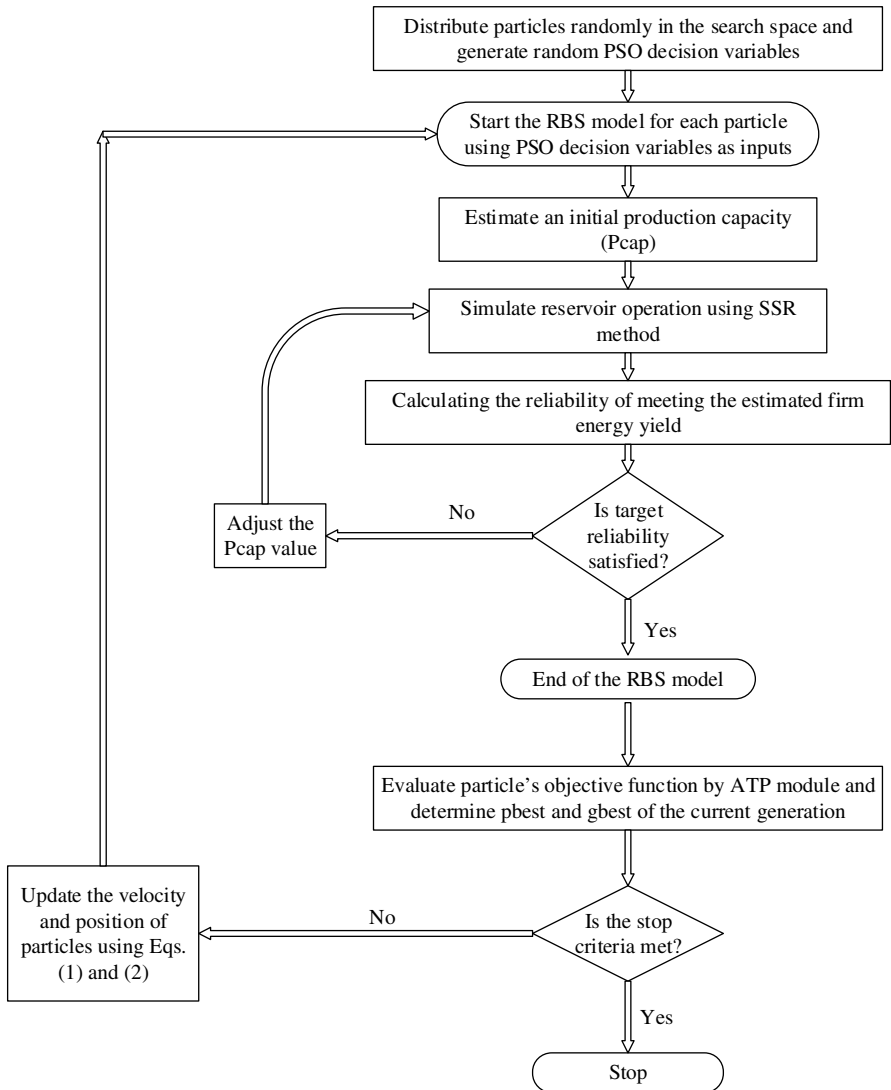 Distribute particles randomly in the search space and
generate random PSO decision variables
Start the RBS model for each particle
using PSO decision variables as inputs
Estimate an initial production capacity
(Pcap)
Simulate reservoir operation using SSR
method
Calculating the reliability of meeting the estimated firm
energy yield
Is target
reliability
satisfied?
No
Adjust the
Pcap value
Yes
End of the RBS model
Evaluate particle's objective function by ATP module and
determine pbest and gbest of the current generation
Is the stop
criteria met?
No
Update the velocity
and position of
particles using Eqs.
(1) and (2)
Yes
Stop